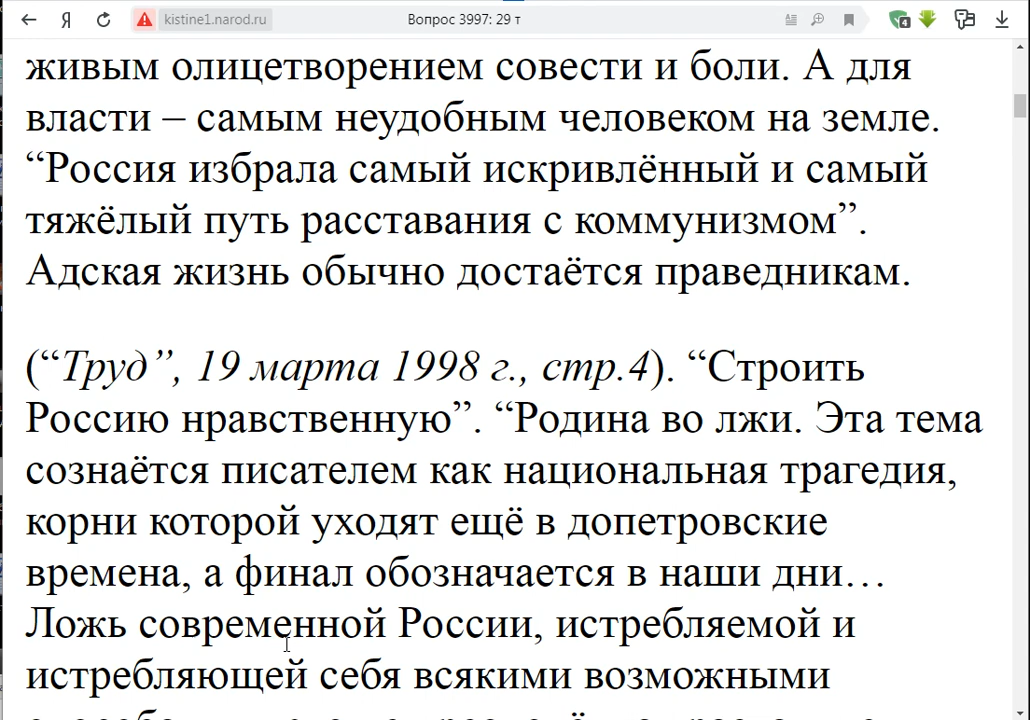 Я
kistine1.narod.ru
Вопрос 3997: 29 т
4
живым олицетворением совести и боли. А для
власти – самым неудобным человеком на земле.
“Россия избрала самый искривлённый и самый
тяжёлый путь расставания с коммунизмом”.
Адская жизнь обычно достаётся праведникам.
(“Труд”, 19 марта 1998 г., стр.4). “Строить
Россию нравственную”. “Родина во лжи. Эта тема
сознаётся писателем как национальная трагедия,
корни которой уходят ещё в допетровские
времена, а финал обозначается в наши дни…
Ложь современной России, истребляемой и
истребляющей себя всякими возможными